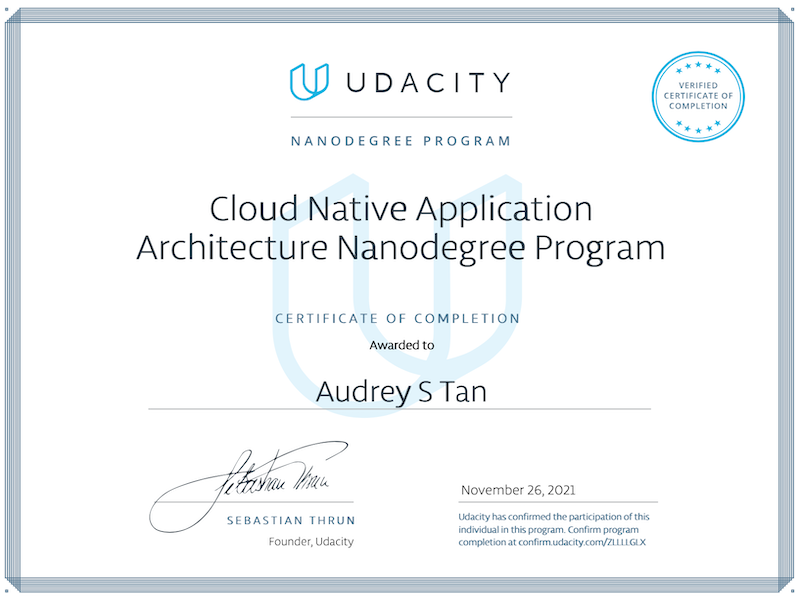 UDACITY
VERIFIED
CERTIFICATE OF
COMPLETION
NANODEGREE PROGRAM
Cloud Native Application
Architecture Nanodegree Program
CERTIFICATE OF COMPLETION
Awarded to
Audrey S Tan
Sebastian Thrun
SEBASTIAN THRUN
Founder, Udacity
November 26, 2021
Udacity has confirmed the participation of this
individual in this program. Confirm program
completion at confirm.udacity.com/ZLLLLGLX